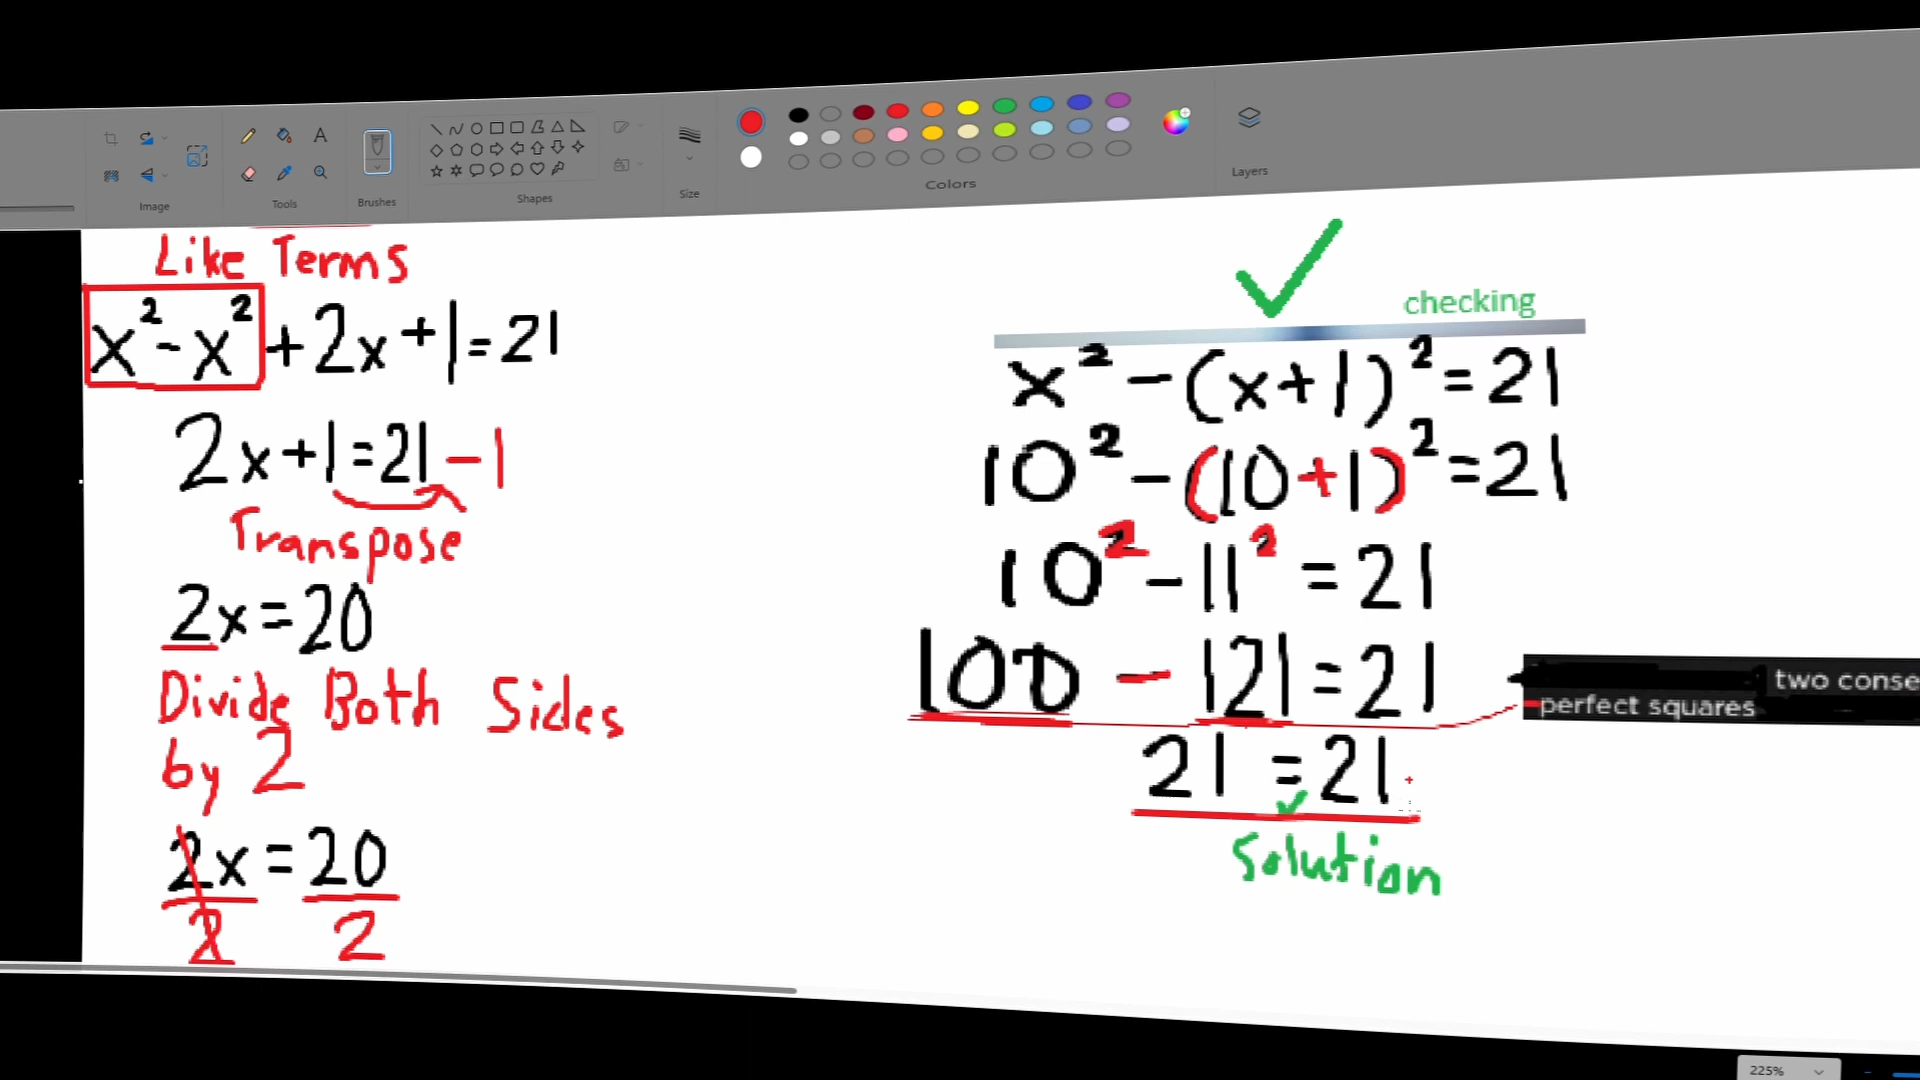 Image
Tools
Brushes
Shapes
Size
Colors
Layers
Like Terms
x²-x²+2x+1=21
2x+1=21-1
Transpose
2x=20
Divide Both Sides
by 2
2x=20
2 2
checking
x²-(x+1)²=21
10²-(10+1)²=21
10²-11²=21
100-121=21
21=21
Solution
two conse
perfect squares
225%